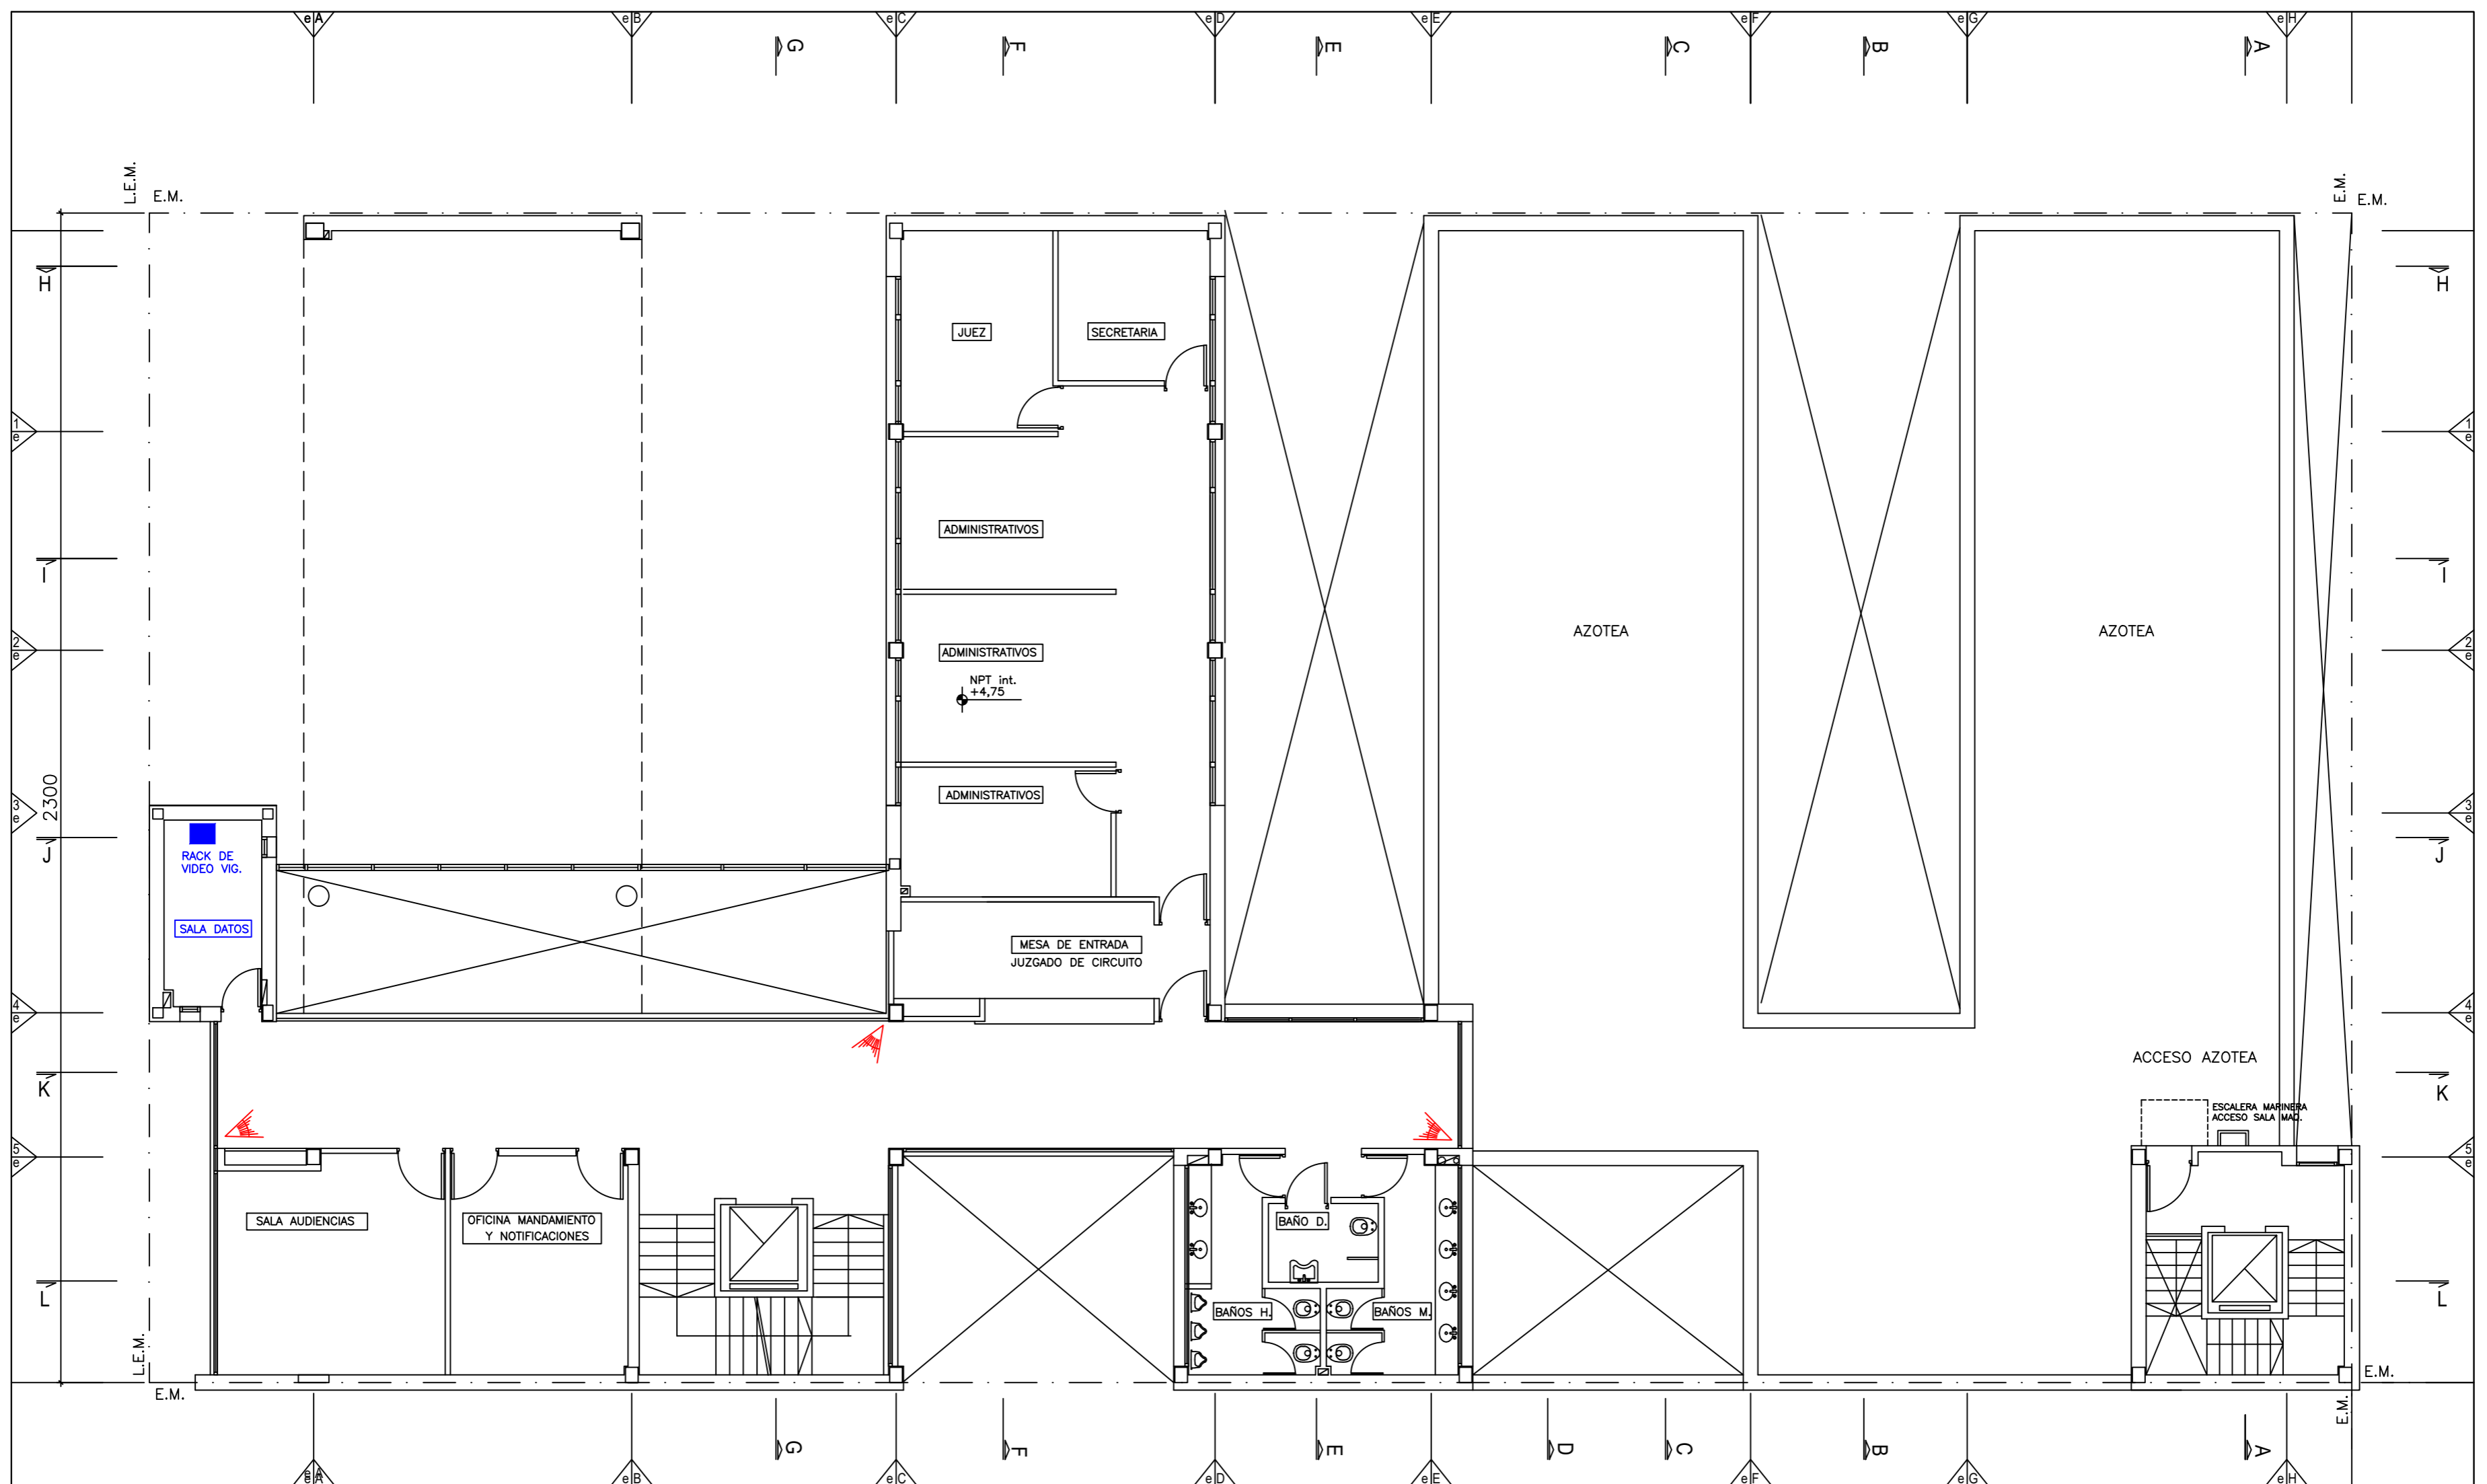 eA
eB
eC
eD
eE
eF
eG
eH
G
F
E
C
B
A
L.E.M.
E.M.
E.M.
E.M.
H
H
JUEZ
SECRETARIA
1
e
1
e
ADMINISTRATIVOS
I
I
AZOTEA
AZOTEA
2
e
2
e
ADMINISTRATIVOS
NPT int.
+4,75
2300
ADMINISTRATIVOS
3
e
3
e
J
J
RACK DE
VIDEO VIG.
SALA DATOS
MESA DE ENTRADA
JUZGADO DE CIRCUITO
4
e
4
e
ACCESO AZOTEA
K
K
ESCALERA MARINERA
ACCESO SALA MAQ.
5
e
5
e
SALA AUDIENCIAS
OFICINA MANDAMIENTO
Y NOTIFICACIONES
BAÑO D.
L
L
BAÑOS H.
BAÑOS M.
L.E.M.
E.M.
E.M.
E.M.
G
F
E
D
C
B
A
eA
eB
eC
eD
eE
eF
eG
eH